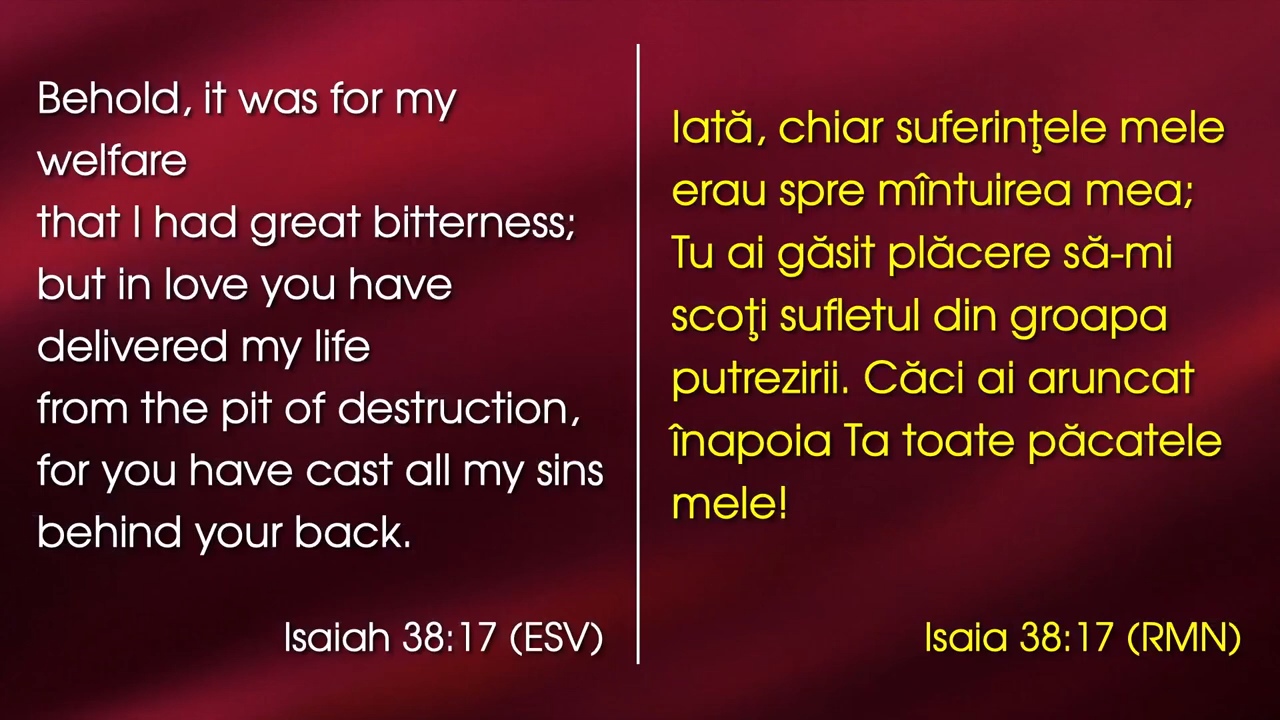 Behold, it was for my
welfare
that I had great bitterness;
but in love you have
delivered my life
from the pit of destruction,
for you have cast all my sins
behind your back.
Isaiah 38:17 (ESV)
Iată, chiar suferinţele mele
erau spre mîntuirea mea;
Tu ai găsit plăcere să-mi
scoţi sufletul din groapa
putrezirii. Căci ai aruncat
înapoia Ta toate păcatele
mele!
Isaia 38:17 (RMN)